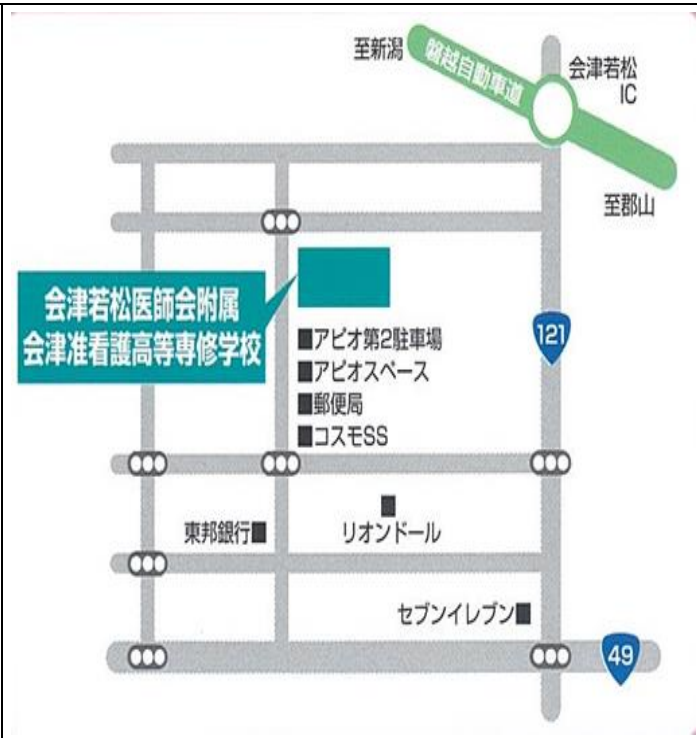 至新潟
磐越自動車道
会津若松
IC
至郡山
会津若松医師会附属
会津准看護高等専修学校
■アピオ第2駐車場
■アピオスペース
■郵便局
■コスモSS
121
東邦銀行■
■
リオンドール
セブンイレブン■
49